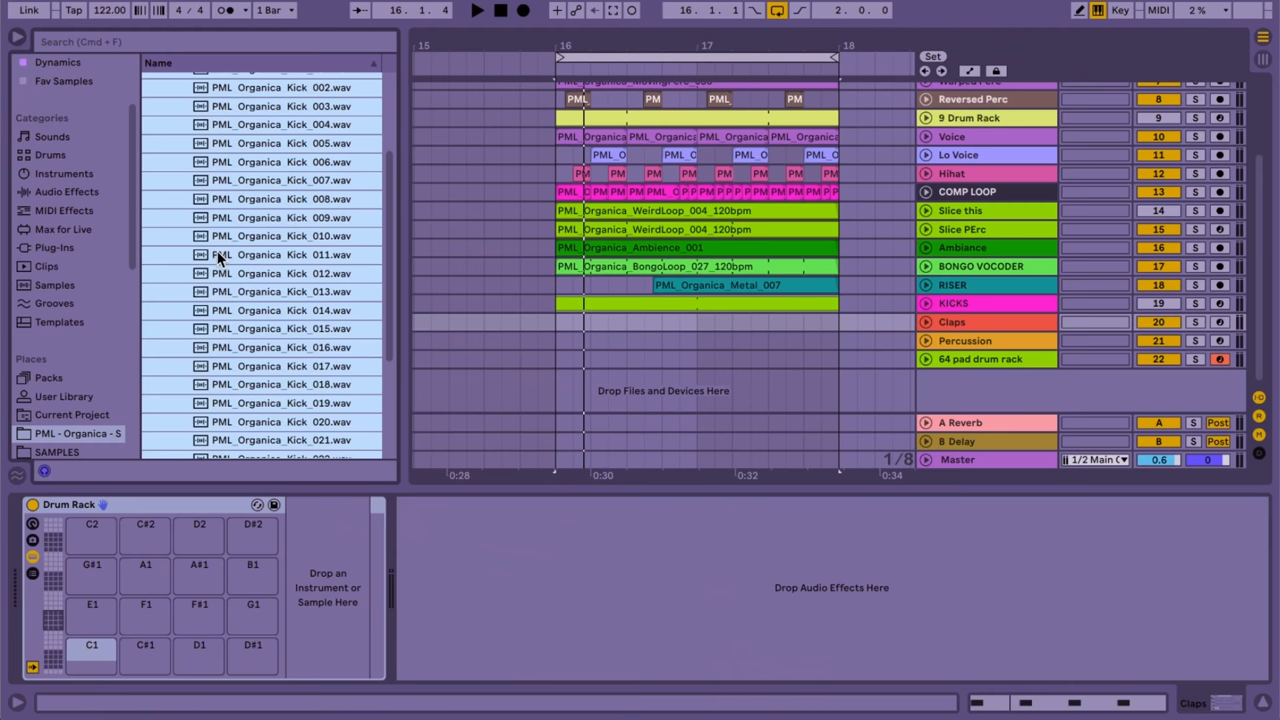 Link Tap 122.00 4 / 4 1 Bar 16. 1. 4 16. 1. 1 2. 0. 0 Key MIDI 2 %
Search (Cmd + F)
Dynamics
Fav Samples
Categories
Sounds
Drums
Instruments
Audio Effects
MIDI Effects
Max for Live
Plug-Ins
Clips
Samples
Grooves
Templates
Places
Packs
User Library
Current Project
PML - Organica - S
SAMPLES
Name
PML_Organica_Kick_002.wav
PML_Organica_Kick_003.wav
PML_Organica_Kick_004.wav
PML_Organica_Kick_005.wav
PML_Organica_Kick_006.wav
PML_Organica_Kick_007.wav
PML_Organica_Kick_008.wav
PML_Organica_Kick_009.wav
PML_Organica_Kick_010.wav
PML_Organica_Kick_011.wav
PML_Organica_Kick_012.wav
PML_Organica_Kick_013.wav
PML_Organica_Kick_014.wav
PML_Organica_Kick_015.wav
PML_Organica_Kick_016.wav
PML_Organica_Kick_017.wav
PML_Organica_Kick_018.wav
PML_Organica_Kick_019.wav
PML_Organica_Kick_020.wav
PML_Organica_Kick_021.wav
15 16 17 18
Set
PML PM PML PM Reversed Perc 8 S
9 Drum Rack 9 S
PML_Organica PML_Organica PML_Organica PML_Organica Voice 10 S
PML_O PML_O PML_O PML_O Lo Voice 11 S
PM PM PM PM PM PM PM PM Hihat 12 S
COMP LOOP 13 S
PML_Organica_WeirdLoop_004_120bpm Slice this 14 S
PML_Organica_WeirdLoop_004_120bpm Slice PErc 15 S
PML_Organica_Ambience_001 Ambiance 16 S
PML_Organica_BongoLoop_027_120bpm BONGO VOCODER 17 S
PML_Organica_Metal_007 RISER 18 S
KICKS 19 S
Claps 20 S
Percussion 21 S
64 pad drum rack 22 S
Drop Files and Devices Here
A Reverb A S Post
B Delay B S Post
1/8 Master 1/2 Main 0.6 0
0:28 0:30 0:32 0:34
Drum Rack
C2 C#2 D2 D#2
G#1 A1 A#1 B1
E1 F1 F#1 G1
C1 C#1 D1 D#1
Drop an
Instrument or
Sample Here
Drop Audio Effects Here
Claps